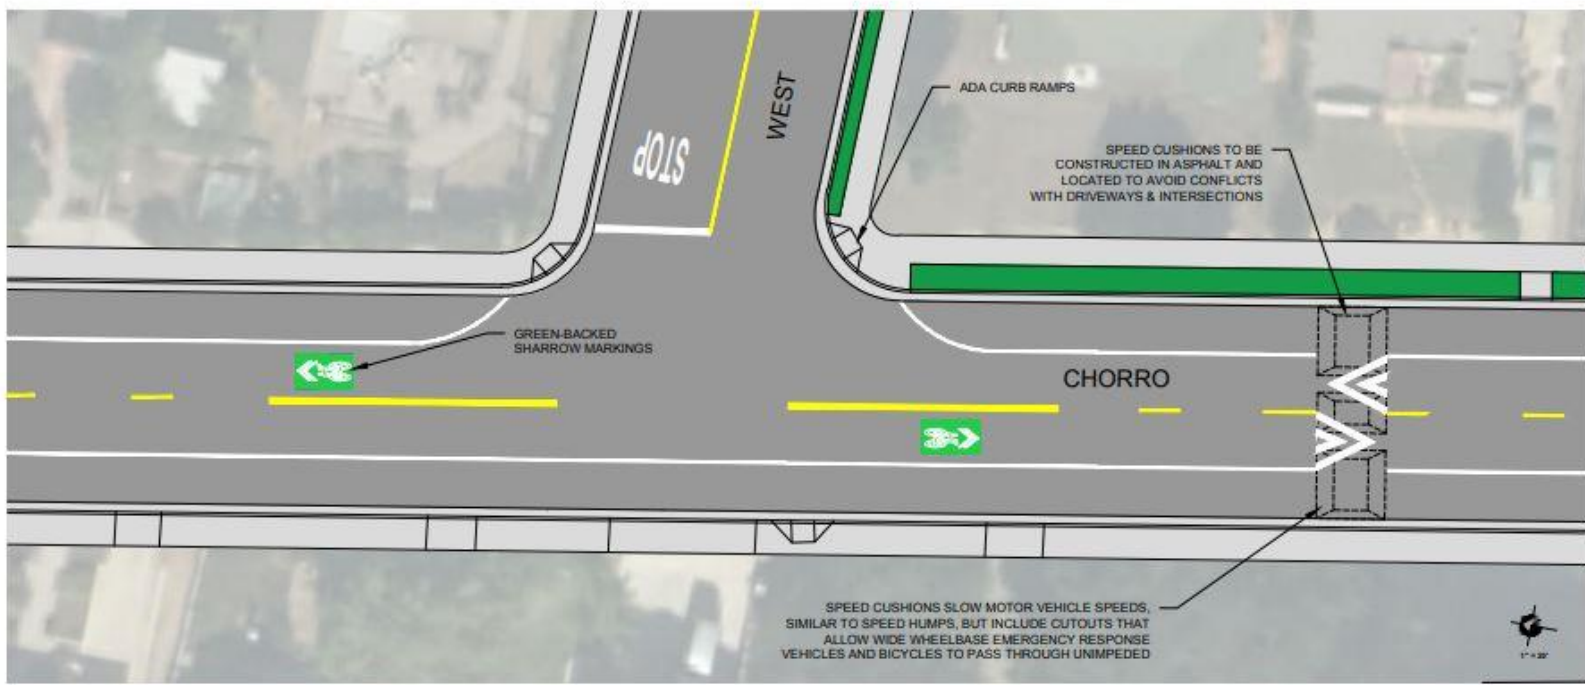 ADA CURB RAMPS
WEST
STOP
SPEED CUSHIONS TO BE
CONSTRUCTED IN ASPHALT AND
LOCATED TO AVOID CONFLICTS
WITH DRIVEWAYS & INTERSECTIONS
GREEN-BACKED
SHARROW MARKINGS
CHORRO
SPEED CUSHIONS SLOW MOTOR VEHICLE SPEEDS,
SIMILAR TO SPEED HUMPS, BUT INCLUDE CUTOUTS THAT
ALLOW WIDE WHEELBASE EMERGENCY RESPONSE
VEHICLES AND BICYCLES TO PASS THROUGH UNIMPEDED